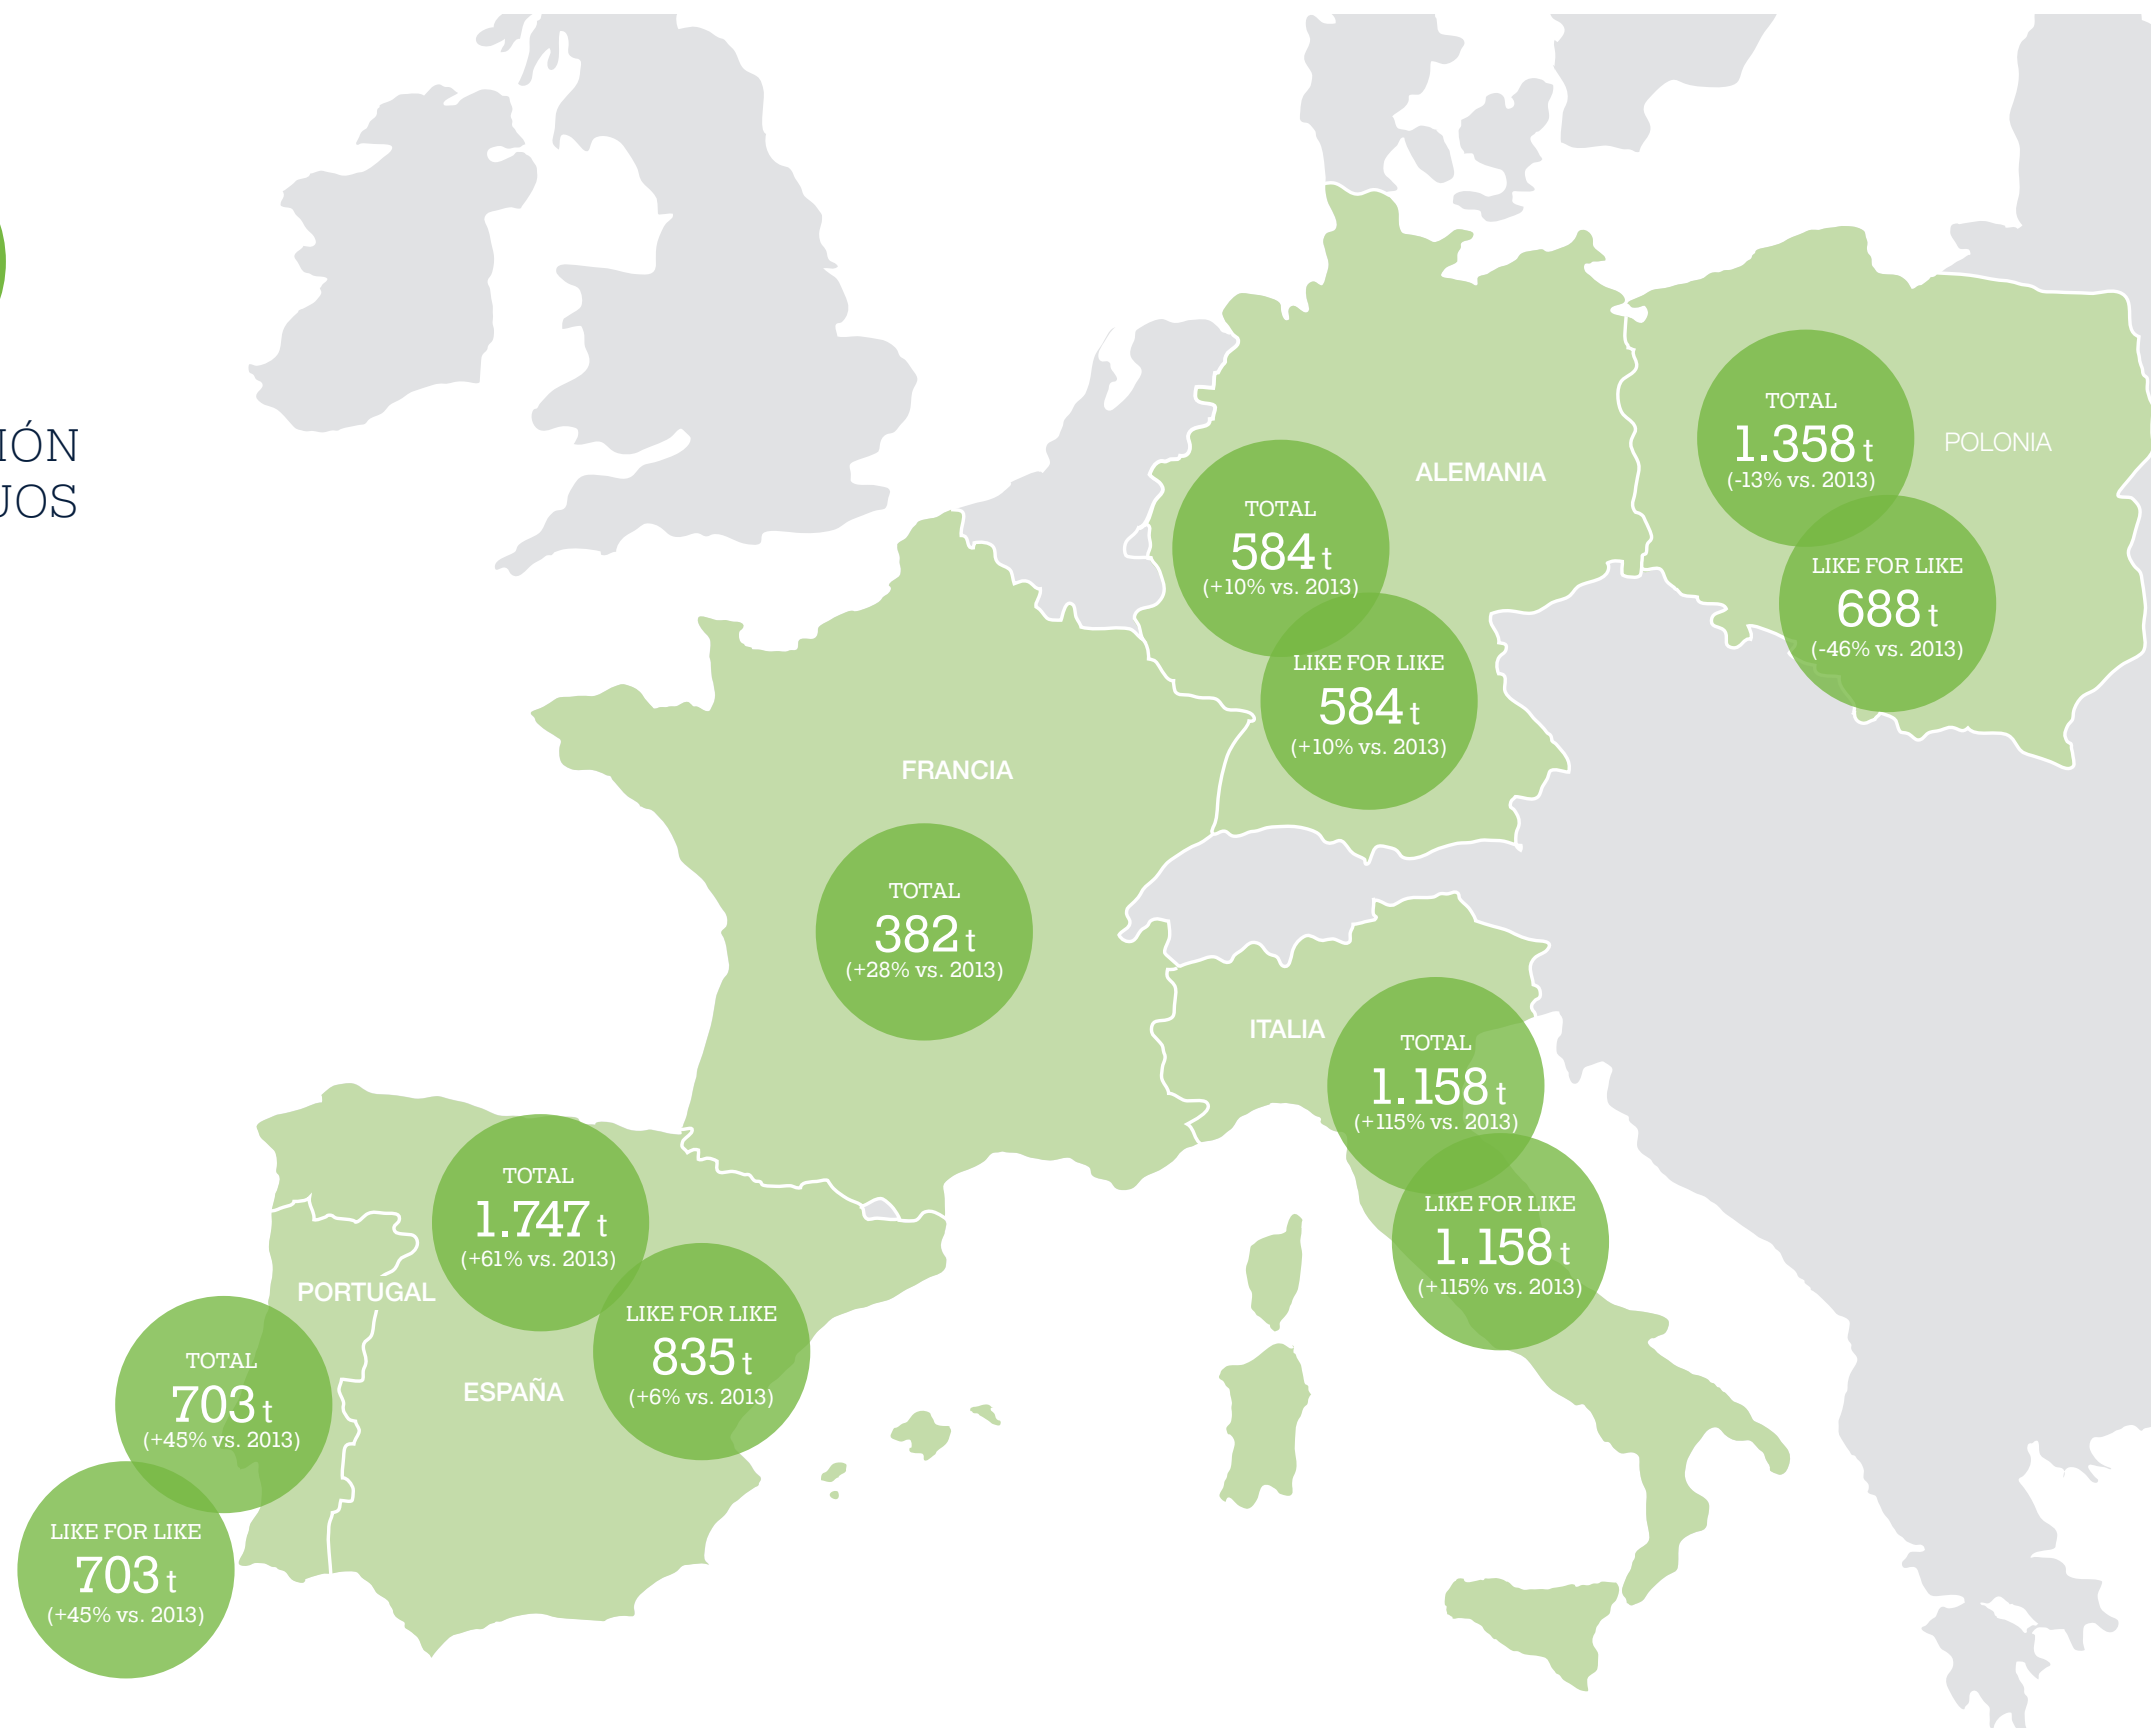 POLONIA
TOTAL
1.358 t
(-13% vs. 2013)
LIKE FOR LIKE
688 t
(-46% vs. 2013)
ALEMANIA
TOTAL
584 t
(+10% vs. 2013)
LIKE FOR LIKE
584 t
(+10% vs. 2013)
FRANCIA
TOTAL
382 t
(+28% vs. 2013)
ITALIA
TOTAL
1.158 t
(+115% vs. 2013)
LIKE FOR LIKE
1.158 t
(+115% vs. 2013)
ESPAÑA
TOTAL
1.747 t
(+61% vs. 2013)
LIKE FOR LIKE
835 t
(+6% vs. 2013)
PORTUGAL
TOTAL
703 t
(+45% vs. 2013)
LIKE FOR LIKE
703 t
(+45% vs. 2013)